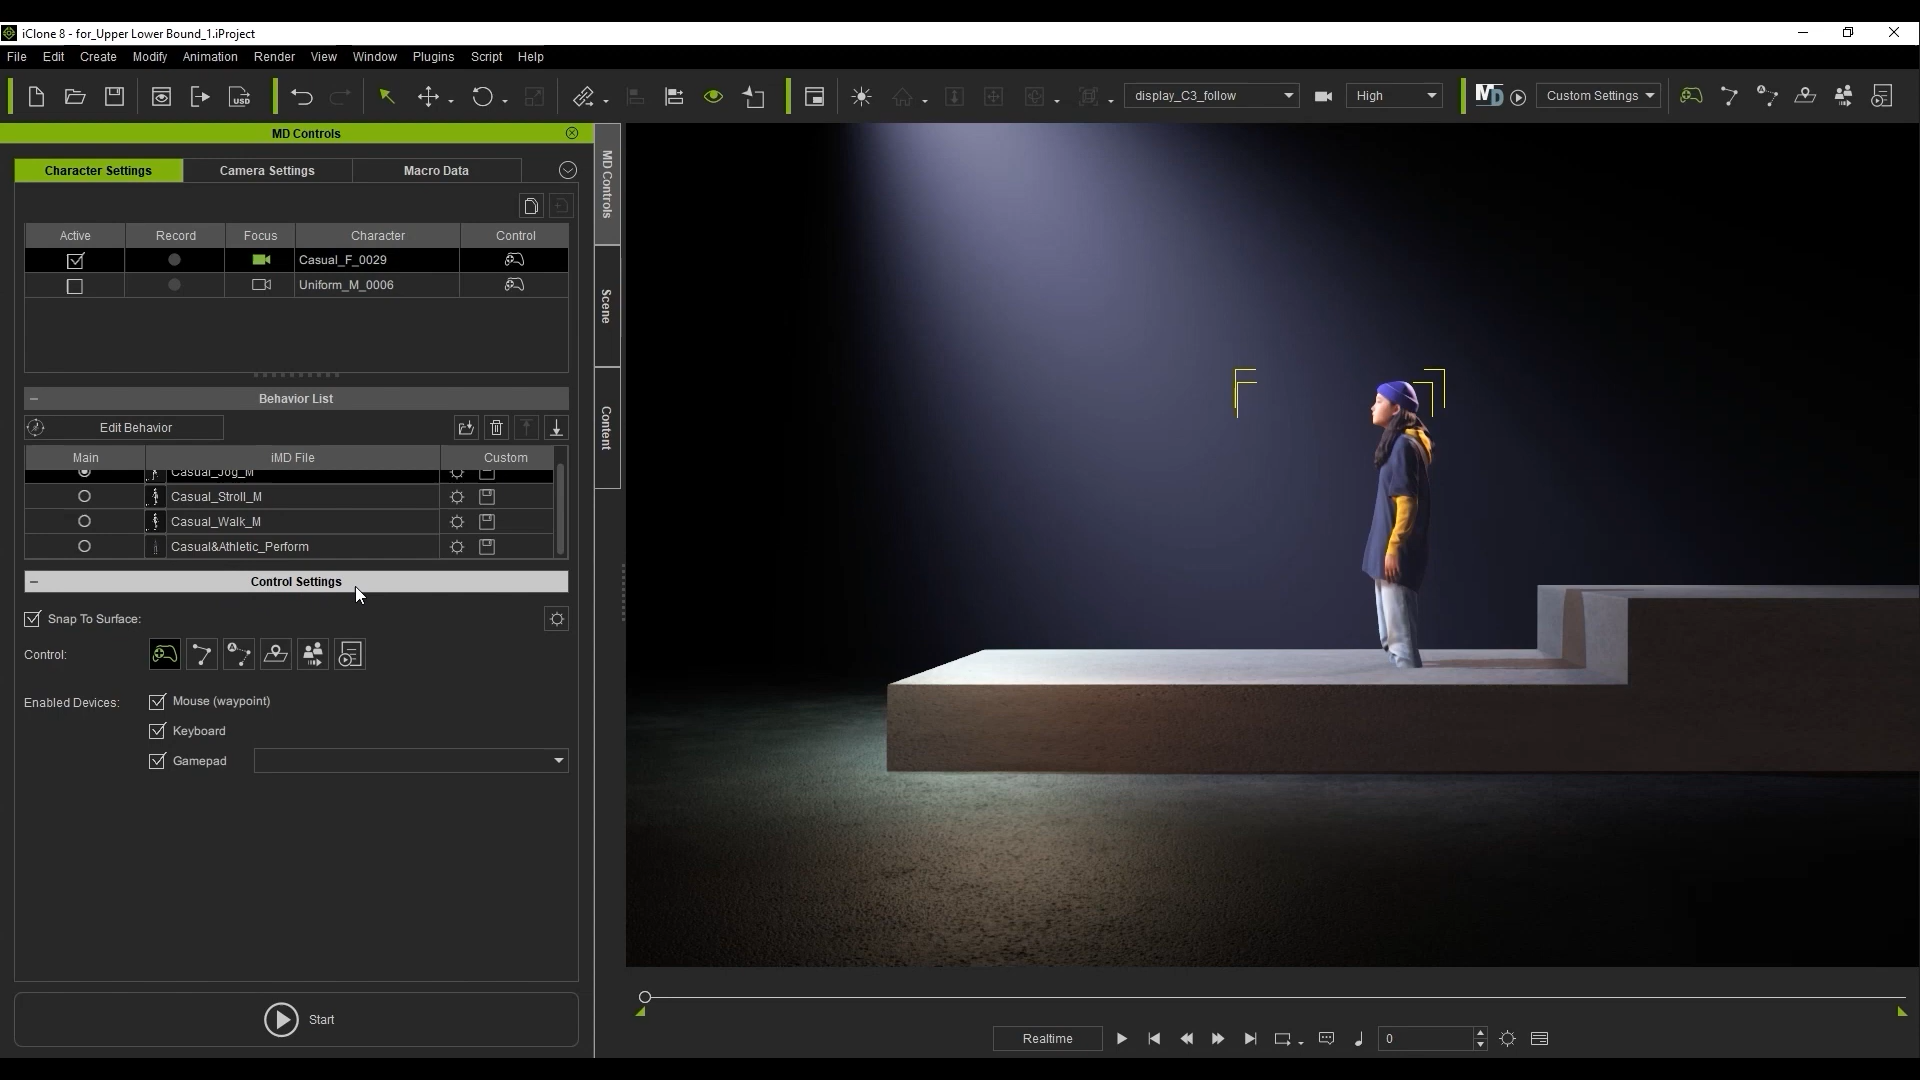 iClone 8 - for_Upper Lower Bound_1.iProject
File Edit Create Modify Animation Render View Window Plugins Script Help
USD display_C3_follow High MD Custom Settings
MD Controls
Character Settings Camera Settings Macro Data
Active Record Focus Character Control
Casual_F_0029
Uniform_M_0006
Behavior List
Edit Behavior
Main iMD File Custom
Casual_Jog_M
Casual_Stroll_M
Casual_Walk_M
Casual&Athletic_Perform
Control Settings
Snap To Surface:
Control:
Enabled Devices: Mouse (waypoint)
Keyboard
Gamepad
Start
MD Controls
Scene
Content
Realtime 0